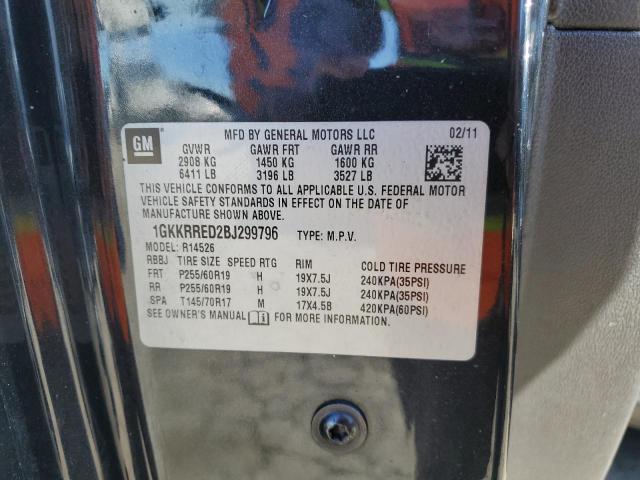 GM
MFD BY GENERAL MOTORS LLC 02/11
GVWR GAWR FRT GAWR RR
2908 KG 1450 KG 1600 KG
6411 LB 3196 LB 3527 LB
THIS VEHICLE CONFORMS TO ALL APPLICABLE U.S. FEDERAL MOTOR
VEHICLE SAFETY STANDARDS IN EFFECT ON THE DATE OF
MANUFACTURE SHOWN ABOVE.
1GKKRRED2BJ299796 TYPE: M.P.V.
MODEL: R14526
RBBJ TIRE SIZE SPEED RTG RIM COLD TIRE PRESSURE
FRT P255/60R19 H 19X7.5J 240KPA(35PSI)
RR P255/60R19 H 19X7.5J 240KPA(35PSI)
SPA T145/70R17 M 17X4.5B 420KPA(60PSI)
SEE OWNER'S MANUAL FOR MORE INFORMATION.